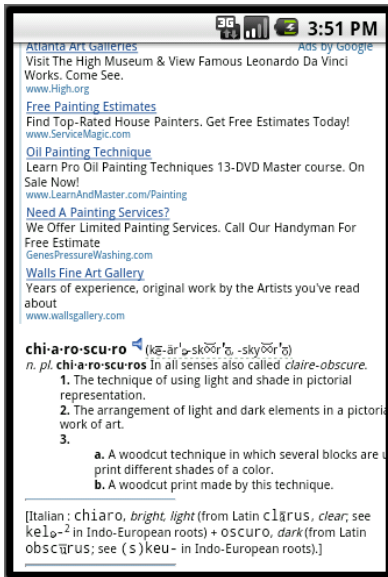 3G 3:51 PM
Atlanta Art Galleries Ads by Google
Visit The High Museum & View Famous Leonardo Da Vinci
Works. Come See.
www.High.org
Free Painting Estimates
Find Top-Rated House Painters. Get Free Estimates Today!
www.ServiceMagic.com
Oil Painting Technique
Learn Pro Oil Painting Techniques 13-DVD Master course. On
Sale Now!
www.LearnAndMaster.com/Painting
Need A Painting Services?
We Offer Limited Painting Services. Call Our Handyman For
Free Estimate
GenesPressureWashing.com
Walls Fine Art Gallery
Years of experience, original work by the Artists you've read
about
www.wallsgallery.com
chi·a·ro·scu·ro (kē-är'ə-sko͝or'ō, -skyo͝or'ō)
n. pl. chi·a·ro·scu·ros In all senses also called claire-obscure.
1. The technique of using light and shade in pictorial
representation.
2. The arrangement of light and dark elements in a pictoria
work of art.
3.
a. A woodcut technique in which several blocks are u
print different shades of a color.
b. A woodcut print made by this technique.
[Italian : chiaro, bright, light (from Latin clārus, clear; see
kelə-2 in Indo-European roots) + oscuro, dark (from Latin
obscūrus; see (s)keu- in Indo-European roots).]